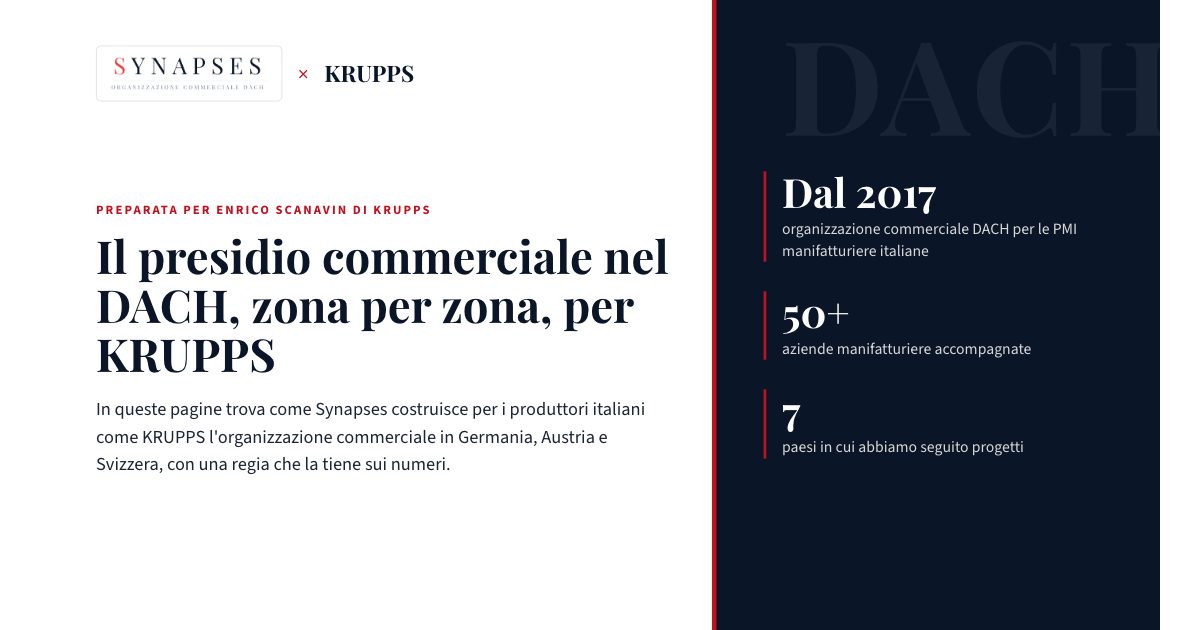 SYNAPSES
ORGANIZZAZIONE COMMERCIALE DACH
× KRUPPS
PREPARATA PER ENRICO SCANAVIN DI KRUPPS
Il presidio commerciale nel
DACH, zona per zona, per
KRUPPS
In queste pagine trova come Synapses costruisce per i produttori italiani
come KRUPPS l'organizzazione commerciale in Germania, Austria e
Svizzera, con una regia che la tiene sui numeri.
DACH
Dal 2017
organizzazione commerciale DACH per le PMI
manifatturiere italiane
50+
aziende manifatturiere accompagnate
7
paesi in cui abbiamo seguito progetti